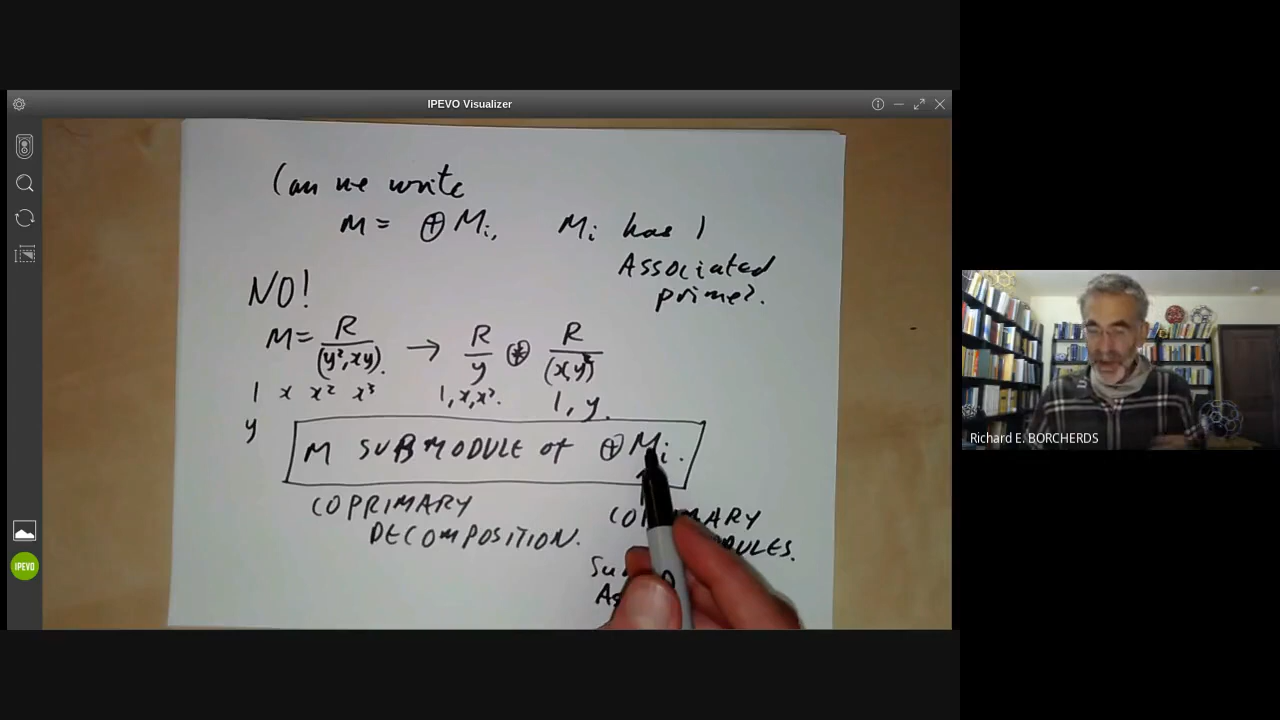 IPEVO Visualizer
Can we write
M = ⊕ Mi, Mi has 1
Associated
prime?.
NO!
M = R/(y², xy). → R/y ⊕ R/(x,y²)
1 x x² x³ 1, x, x². 1, y.
y
M SUBMODULE of ⊕ Mi.
COPRIMARY
DECOMPOSITION.
IPEVO
Richard E. BORCHERDS